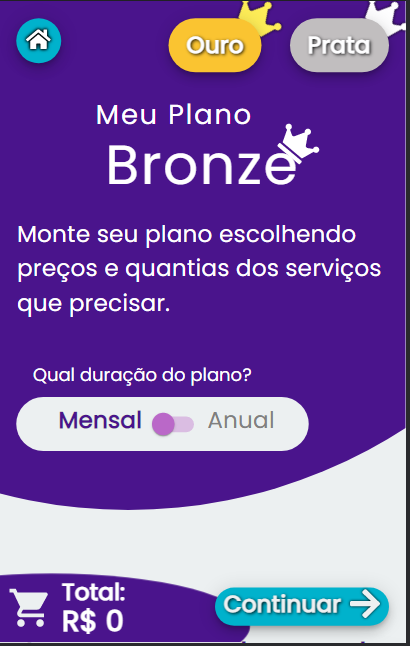 Ouro
Prata
Meu Plano
Bronze
Monte seu plano escolhendo
preços e quantias dos serviços
que precisar.
Qual duração do plano?
Mensal
Anual
Total:
R$ 0
Continuar